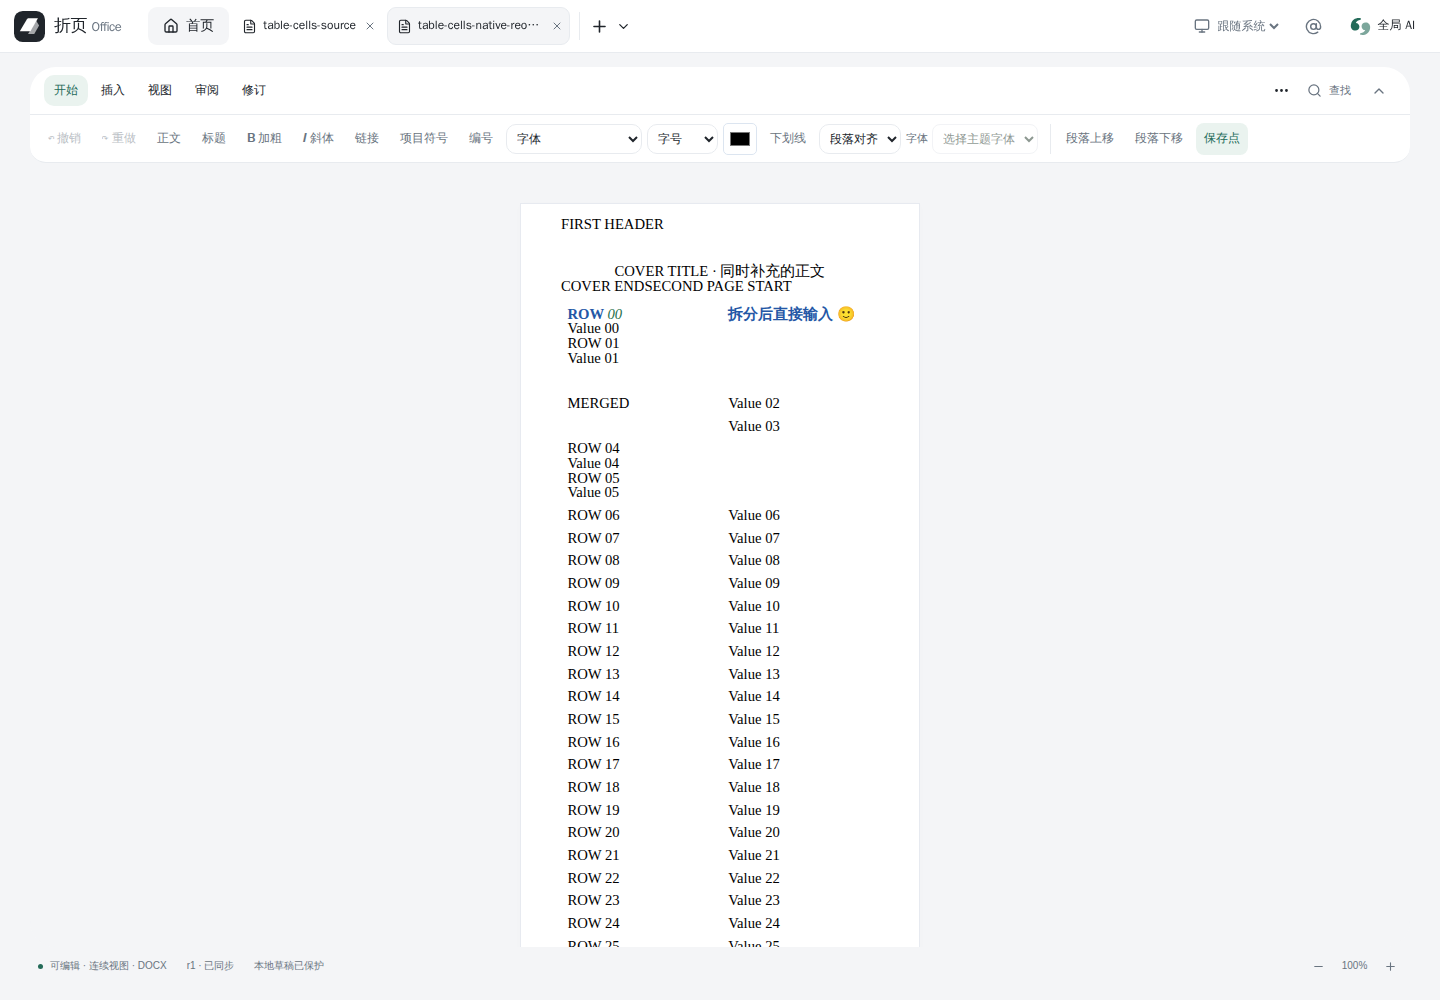 折页 Office
首页
table-cells-source
table-cells-native-reo···
跟随系统
全局 AI
开始 插入 视图 审阅 修订
查找
撤销 重做 正文 标题 B 加粗 I 斜体 链接 项目符号 编号 字体 字号 下划线 段落对齐 字体 选择主题字体 段落上移 段落下移 保存点
FIRST HEADER
COVER TITLE · 同时补充的正文
COVER ENDSECOND PAGE START
ROW 00 拆分后直接输入 🙂
Value 00
ROW 01
Value 01
MERGED Value 02
Value 03
ROW 04
Value 04
ROW 05
Value 05
ROW 06 Value 06
ROW 07 Value 07
ROW 08 Value 08
ROW 09 Value 09
ROW 10 Value 10
ROW 11 Value 11
ROW 12 Value 12
ROW 13 Value 13
ROW 14 Value 14
ROW 15 Value 15
ROW 16 Value 16
ROW 17 Value 17
ROW 18 Value 18
ROW 19 Value 19
ROW 20 Value 20
ROW 21 Value 21
ROW 22 Value 22
ROW 23 Value 23
ROW 24 Value 24
ROW 25 Value 25
可编辑 · 连续视图 · DOCX r1 · 已同步 本地草稿已保护
100%